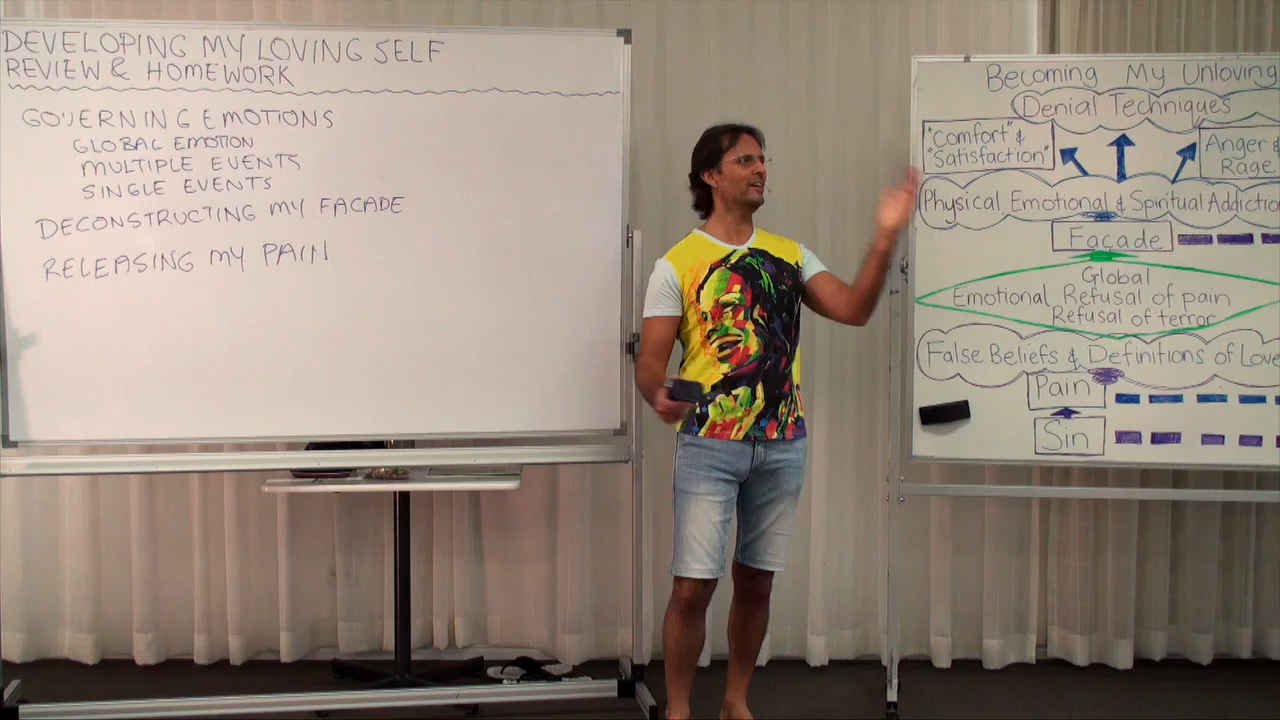 DEVELOPING MY LOVING SELF
REVIEW & HOMEWORK
GOVERNING EMOTIONS
GLOBAL EMOTION
MULTIPLE EVENTS
SINGLE EVENTS
DECONSTRUCTING MY FACADE
RELEASING MY PAIN
Becoming My Unloving
Denial Techniques
"Comfort" &
"Satisfaction"
Anger &
Rage
Physical Emotional & Spiritual Addictio
Façade
Global
Emotional Refusal of pain
Refusal of terror
False Beliefs & Definitions of Love
Pain
Sin